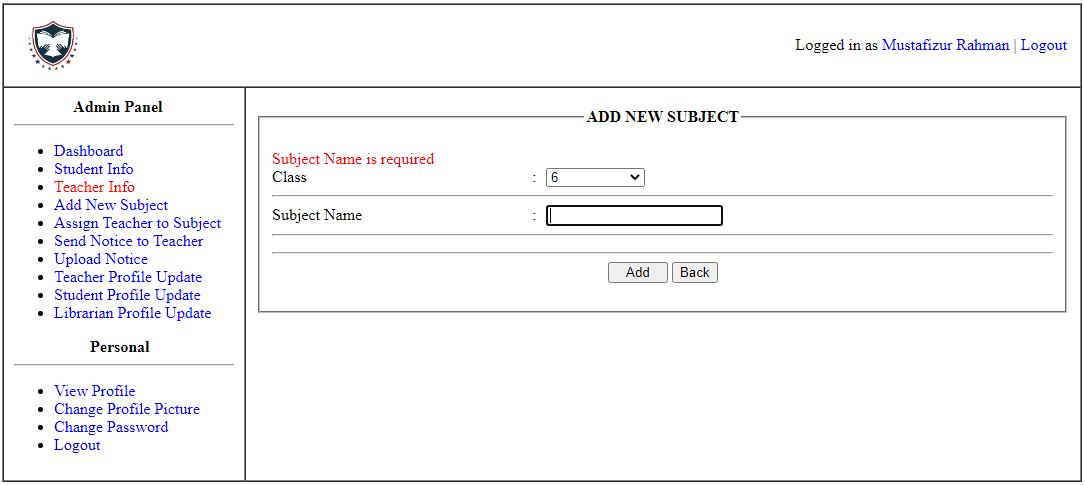 Logged in as Mustafizur Rahman | Logout
Admin Panel
Dashboard
Student Info
Teacher Info
Add New Subject
Assign Teacher to Subject
Send Notice to Teacher
Upload Notice
Teacher Profile Update
Student Profile Update
Librarian Profile Update
Personal
View Profile
Change Profile Picture
Change Password
Logout
ADD NEW SUBJECT
Subject Name is required
Class : 6
Subject Name :
Add Back